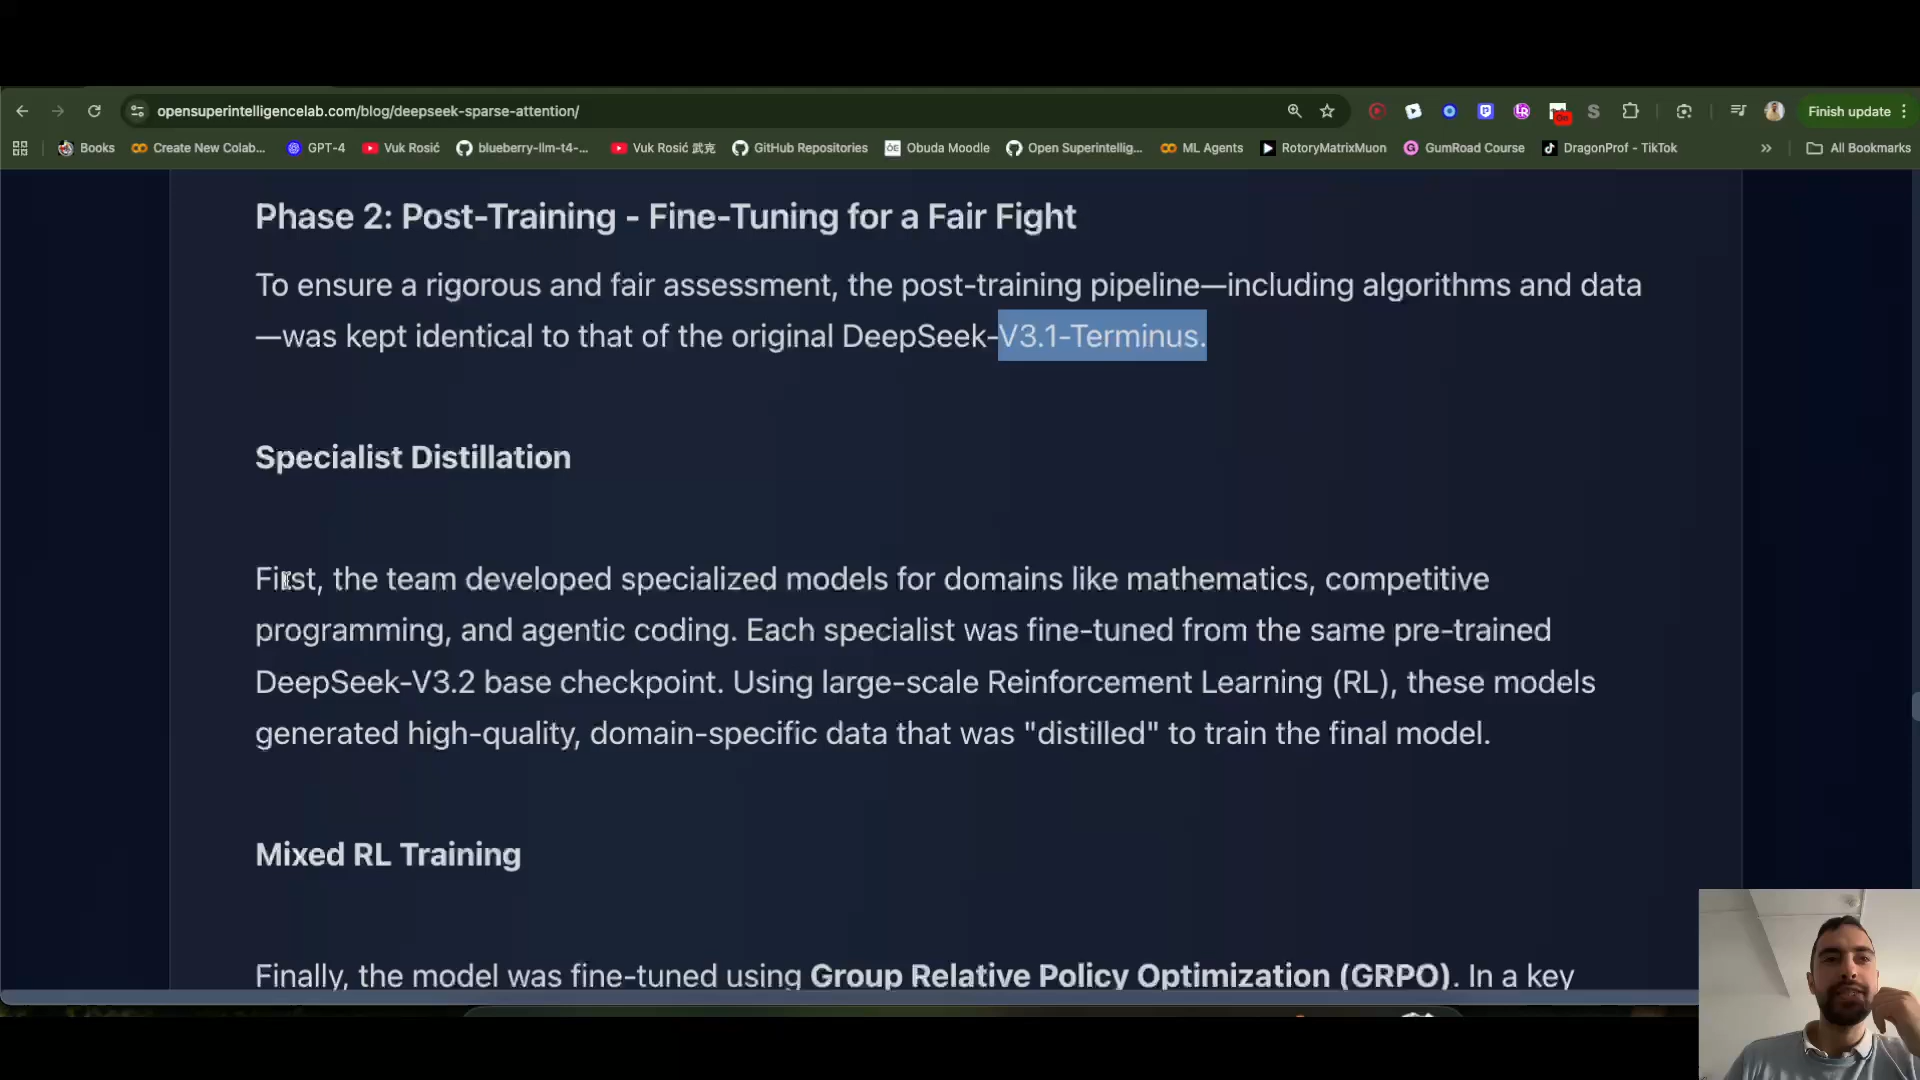 opensuperintelligencelab.com/blog/deepseek-sparse-attention/
Finish update
Books
Create New Colab...
GPT-4
Vuk Rosić
blueberry-llm-t4-...
Vuk Rosić 武克
GitHub Repositories
Obuda Moodle
Open Superintellig...
ML Agents
RotoryMatrixMuon
GumRoad Course
DragonProf - TikTok
All Bookmarks
Phase 2: Post-Training - Fine-Tuning for a Fair Fight
To ensure a rigorous and fair assessment, the post-training pipeline—including algorithms and data
—was kept identical to that of the original DeepSeek-V3.1-Terminus.
Specialist Distillation
First, the team developed specialized models for domains like mathematics, competitive
programming, and agentic coding. Each specialist was fine-tuned from the same pre-trained
DeepSeek-V3.2 base checkpoint. Using large-scale Reinforcement Learning (RL), these models
generated high-quality, domain-specific data that was "distilled" to train the final model.
Mixed RL Training
Finally, the model was fine-tuned using Group Relative Policy Optimization (GRPO). In a key